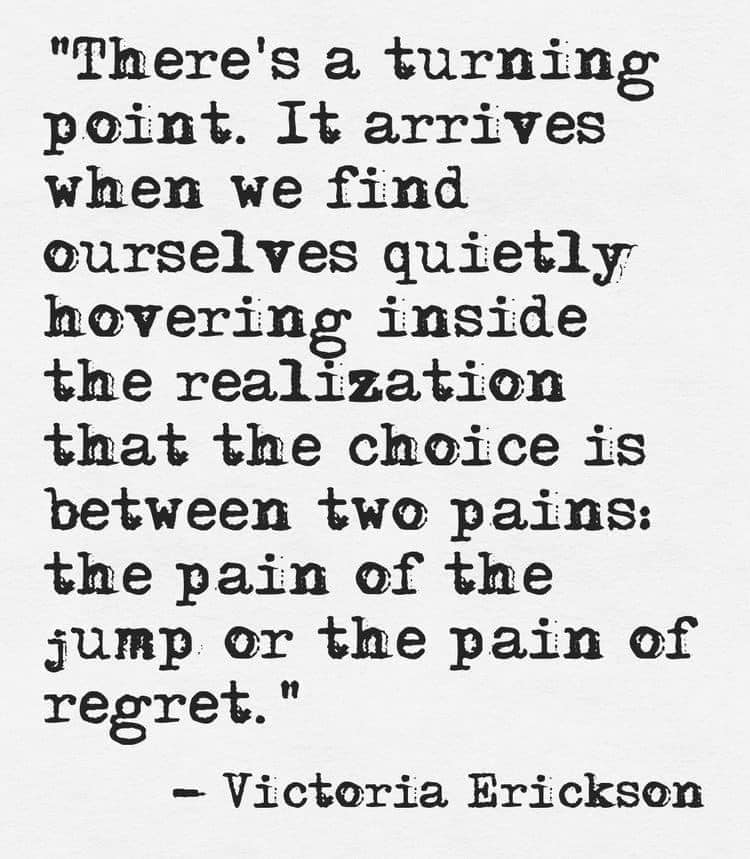 "There's a turning
point. It arrives
when we find
ourselves quietly
hovering inside
the realization
that the choice is
between two pains:
the pain of the
jump or the pain of
regret."
– Victoria Erickson